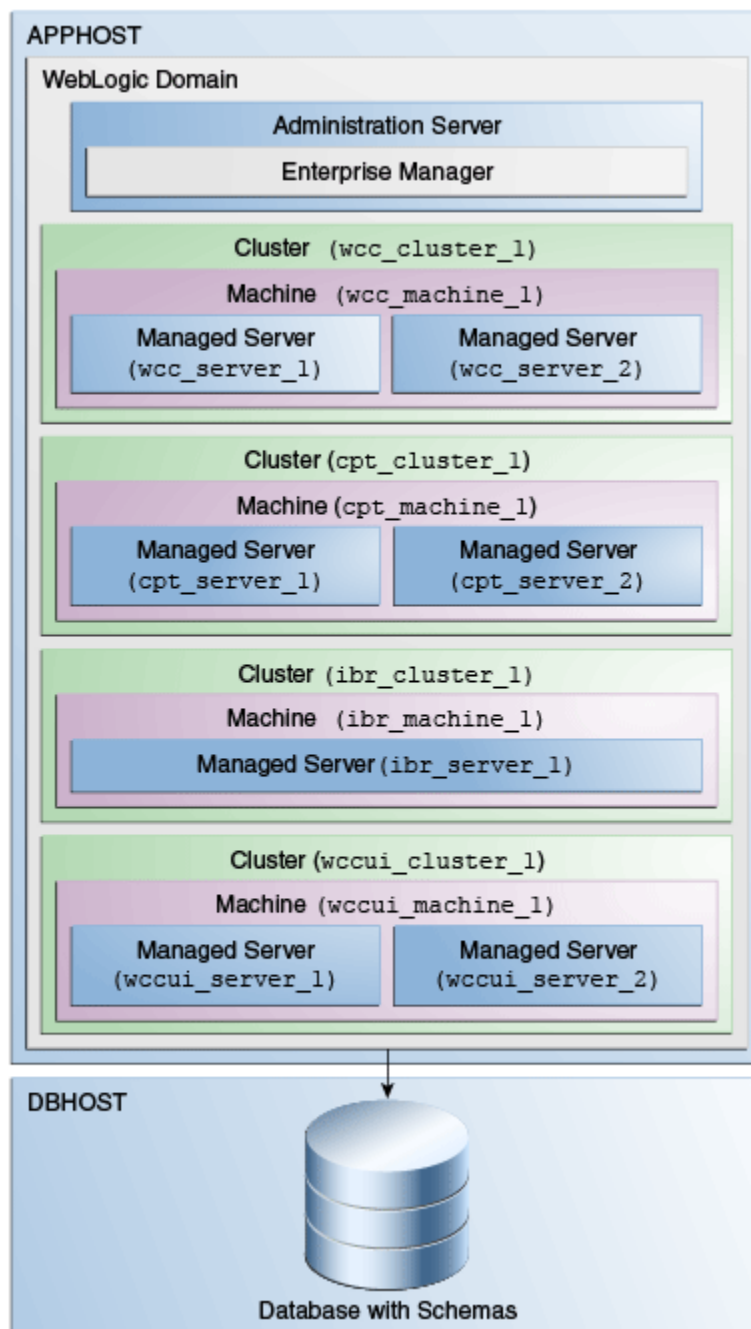 APPHOST
WebLogic Domain
Administration Server
Enterprise Manager
Cluster (wcc_cluster_1)
Machine (wcc_machine_1)
Managed Server
(wcc_server_1)
Managed Server
(wcc_server_2)
Cluster (cpt_cluster_1)
Machine (cpt_machine_1)
Managed Server
(cpt_server_1)
Managed Server
(cpt_server_2)
Cluster (ibr_cluster_1)
Machine (ibr_machine_1)
Managed Server (ibr_server_1)
Cluster (wccui_cluster_1)
Machine (wccui_machine_1)
Managed Server
(wccui_server_1)
Managed Server
(wccui_server_2)
DBHOST
Database with Schemas